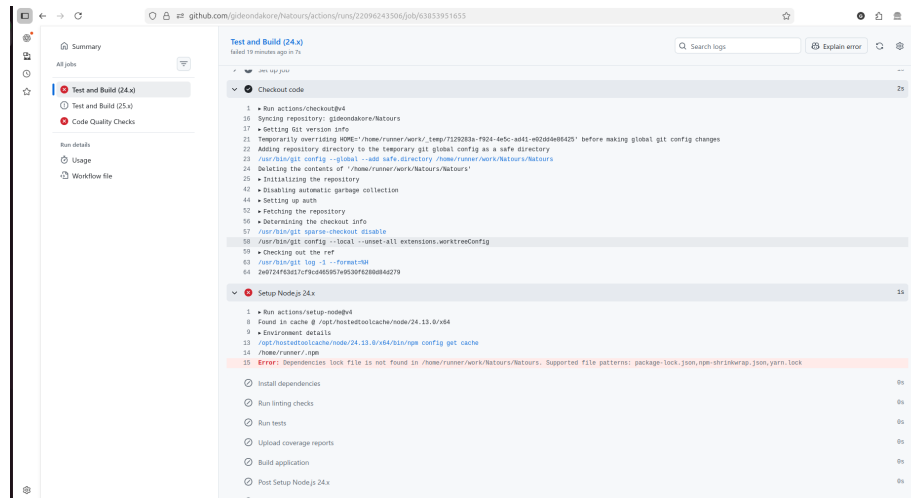 github.com/gideondakore/Natours/actions/runs/22096243506/job/63853951655
Summary
All jobs
Test and Build (24.x)
Test and Build (25.x)
Code Quality Checks
Run details
Usage
Workflow file
Test and Build (24.x)
failed 19 minutes ago in 7s
Search logs
Explain error
Set up job
Checkout code
2s
1 ▸ Run actions/checkout@v4
16 Syncing repository: gideondakore/Natours
17 ▸ Getting Git version info
21 Temporarily overriding HOME='/home/runner/work/_temp/7129283a-f924-4e5c-ad41-e02dd4e86425' before making global git config changes
22 Adding repository directory to the temporary git global config as a safe directory
23 /usr/bin/git config --global --add safe.directory /home/runner/work/Natours/Natours
24 Deleting the contents of '/home/runner/work/Natours/Natours'
25 ▸ Initializing the repository
42 ▸ Disabling automatic garbage collection
44 ▸ Setting up auth
52 ▸ Fetching the repository
56 ▸ Determining the checkout info
57 /usr/bin/git sparse-checkout disable
58 /usr/bin/git config --local --unset-all extensions.worktreeConfig
59 ▸ Checking out the ref
63 /usr/bin/git log -1 --format=%H
64 2e0724f63d17cf9cd465957e9530f6280d84d279
Setup Node.js 24.x
1s
1 ▸ Run actions/setup-node@v4
8 Found in cache @ /opt/hostedtoolcache/node/24.13.0/x64
9 ▸ Environment details
13 /opt/hostedtoolcache/node/24.13.0/x64/bin/npm config get cache
14 /home/runner/.npm
15 Error: Dependencies lock file is not found in /home/runner/work/Natours/Natours. Supported file patterns: package-lock.json,npm-shrinkwrap.json,yarn.lock
Install dependencies
0s
Run linting checks
0s
Run tests
0s
Upload coverage reports
0s
Build application
0s
Post Setup Node.js 24.x
0s